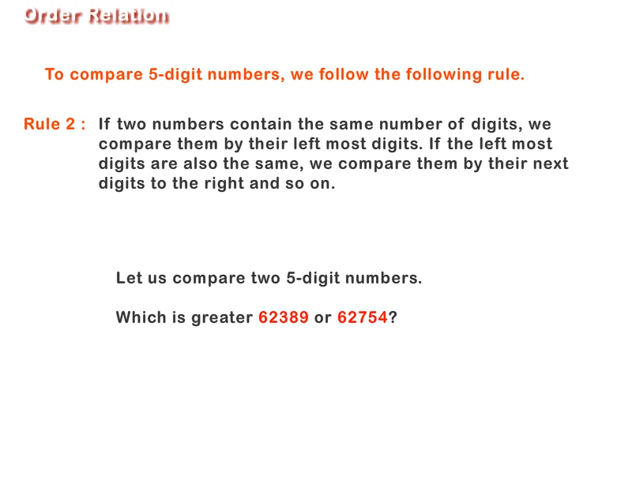 Order Relation
To compare 5-digit numbers, we follow the following rule.
Rule 2 : If two numbers contain the same number of digits, we
compare them by their left most digits. If the left most
digits are also the same, we compare them by their next
digits to the right and so on.
Let us compare two 5-digit numbers.
Which is greater 62389 or 62754?